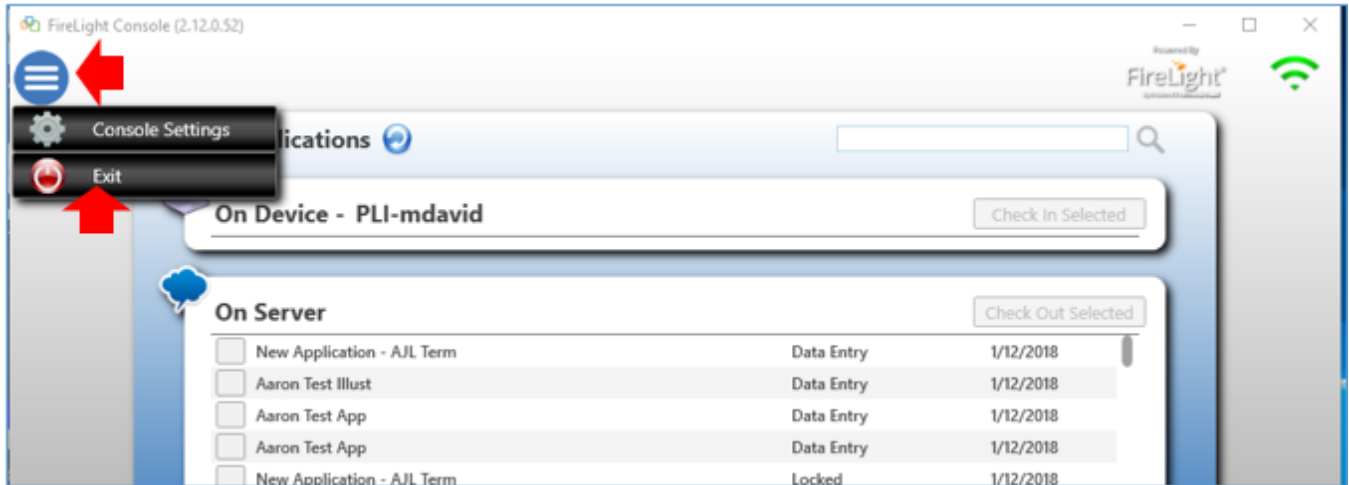 FireLight Console (2.12.0.52)
Powered By
FireLight
Console Settings
Exit
lications
On Device - PLI-mdavid
Check In Selected
On Server
Check Out Selected
New Application - AJL Term Data Entry 1/12/2018
Aaron Test Illust Data Entry 1/12/2018
Aaron Test App Data Entry 1/12/2018
Aaron Test App Data Entry 1/12/2018
New Application - AJL Term Locked 1/12/2018